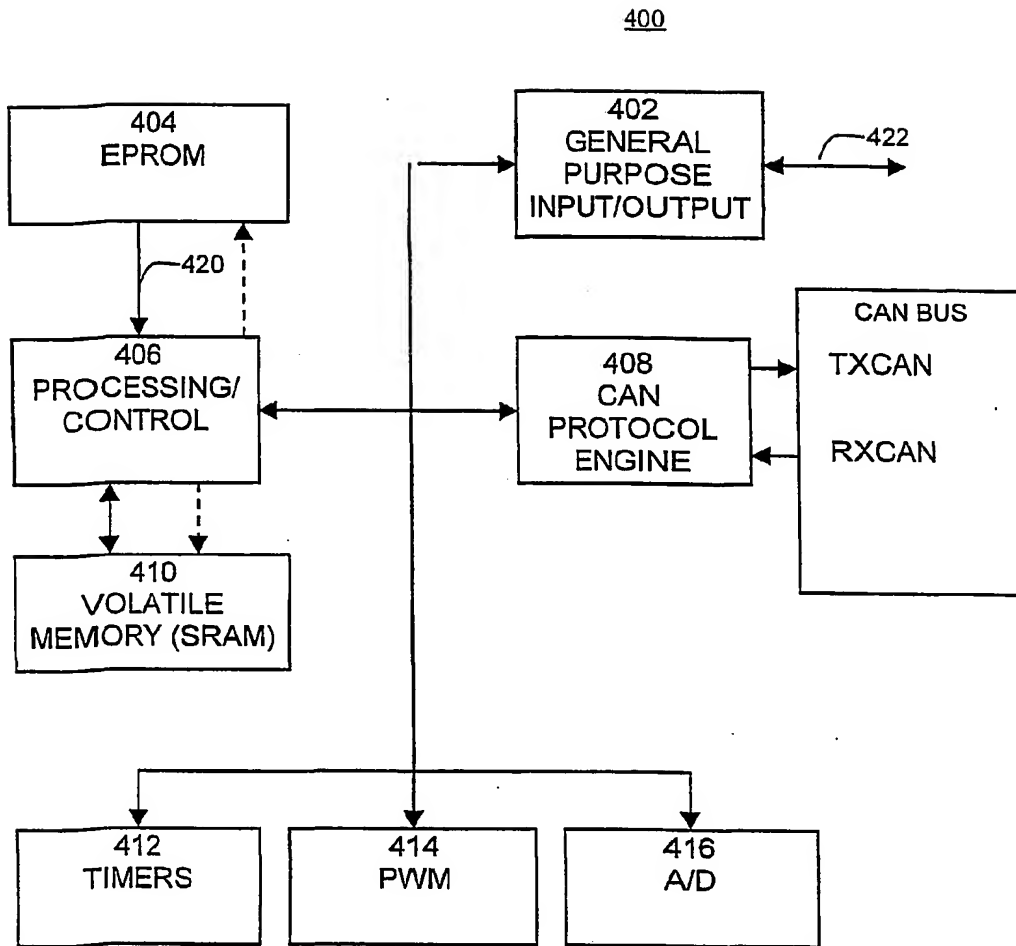 400
404
EPROM
402
GENERAL
PURPOSE
INPUT/OUTPUT
422
420
CAN BUS
TXCAN
RXCAN
406
PROCESSING/
CONTROL
408
CAN
PROTOCOL
ENGINE
410
VOLATILE
MEMORY (SRAM)
412
TIMERS
414
PWM
416
A/D